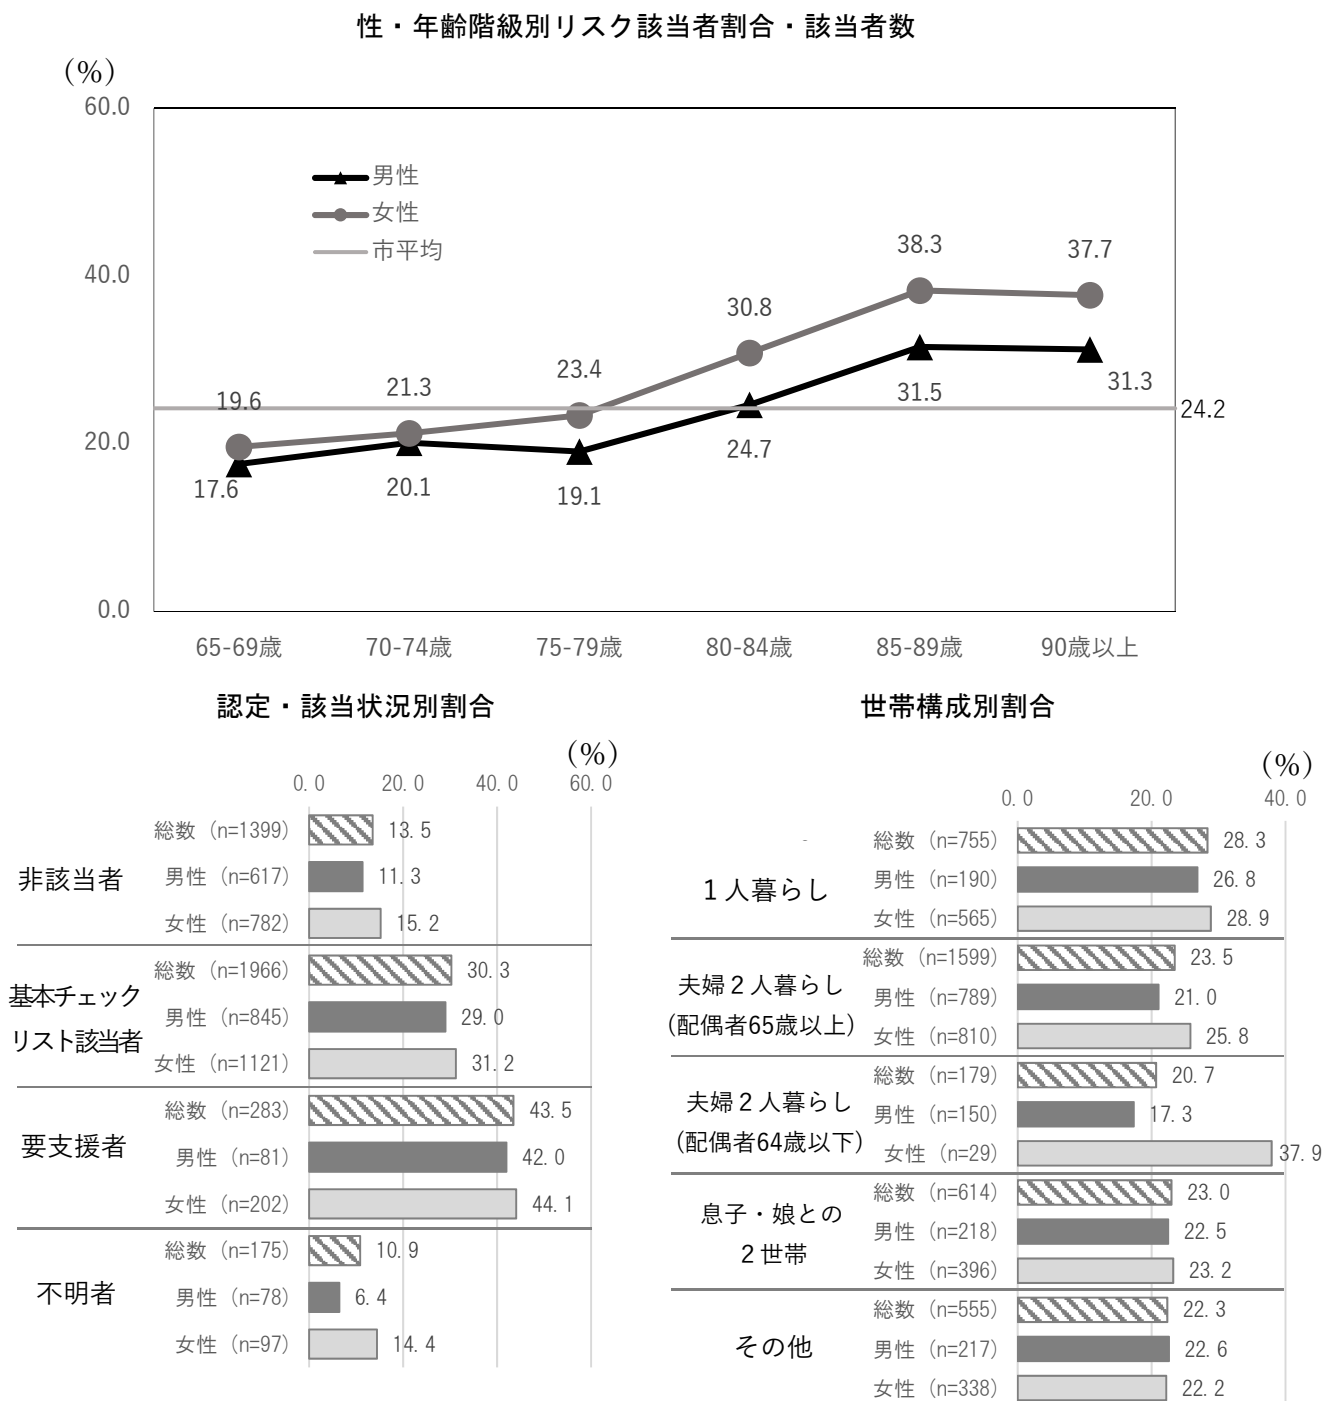 性・年齢階級別リスク該当者割合・該当者数
(%)
60.0
40.0
20.0
0.0
男性
女性
市平均
19.6
21.3
23.4
30.8
38.3
37.7
17.6
20.1
19.1
24.7
31.5
31.3
24.2
65-69歳
70-74歳
75-79歳
80-84歳
85-89歳
90歳以上
認定・該当状況別割合
(%)
0.0 20.0 40.0 60.0
非該当者
総数（n=1399） 13.5
男性（n=617） 11.3
女性（n=782） 15.2
基本チェック
リスト該当者
総数（n=1966） 30.3
男性（n=845） 29.0
女性（n=1121） 31.2
要支援者
総数（n=283） 43.5
男性（n=81） 42.0
女性（n=202） 44.1
不明者
総数（n=175） 10.9
男性（n=78） 6.4
女性（n=97） 14.4
世帯構成別割合
(%)
0.0 20.0 40.0
１人暮らし
総数（n=755） 28.3
男性（n=190） 26.8
女性（n=565） 28.9
夫婦２人暮らし
(配偶者65歳以上)
総数（n=1599） 23.5
男性（n=789） 21.0
女性（n=810） 25.8
夫婦２人暮らし
(配偶者64歳以下)
総数（n=179） 20.7
男性（n=150） 17.3
女性（n=29） 37.9
息子・娘との
２世帯
総数（n=614） 23.0
男性（n=218） 22.5
女性（n=396） 23.2
その他
総数（n=555） 22.3
男性（n=217） 22.6
女性（n=338） 22.2